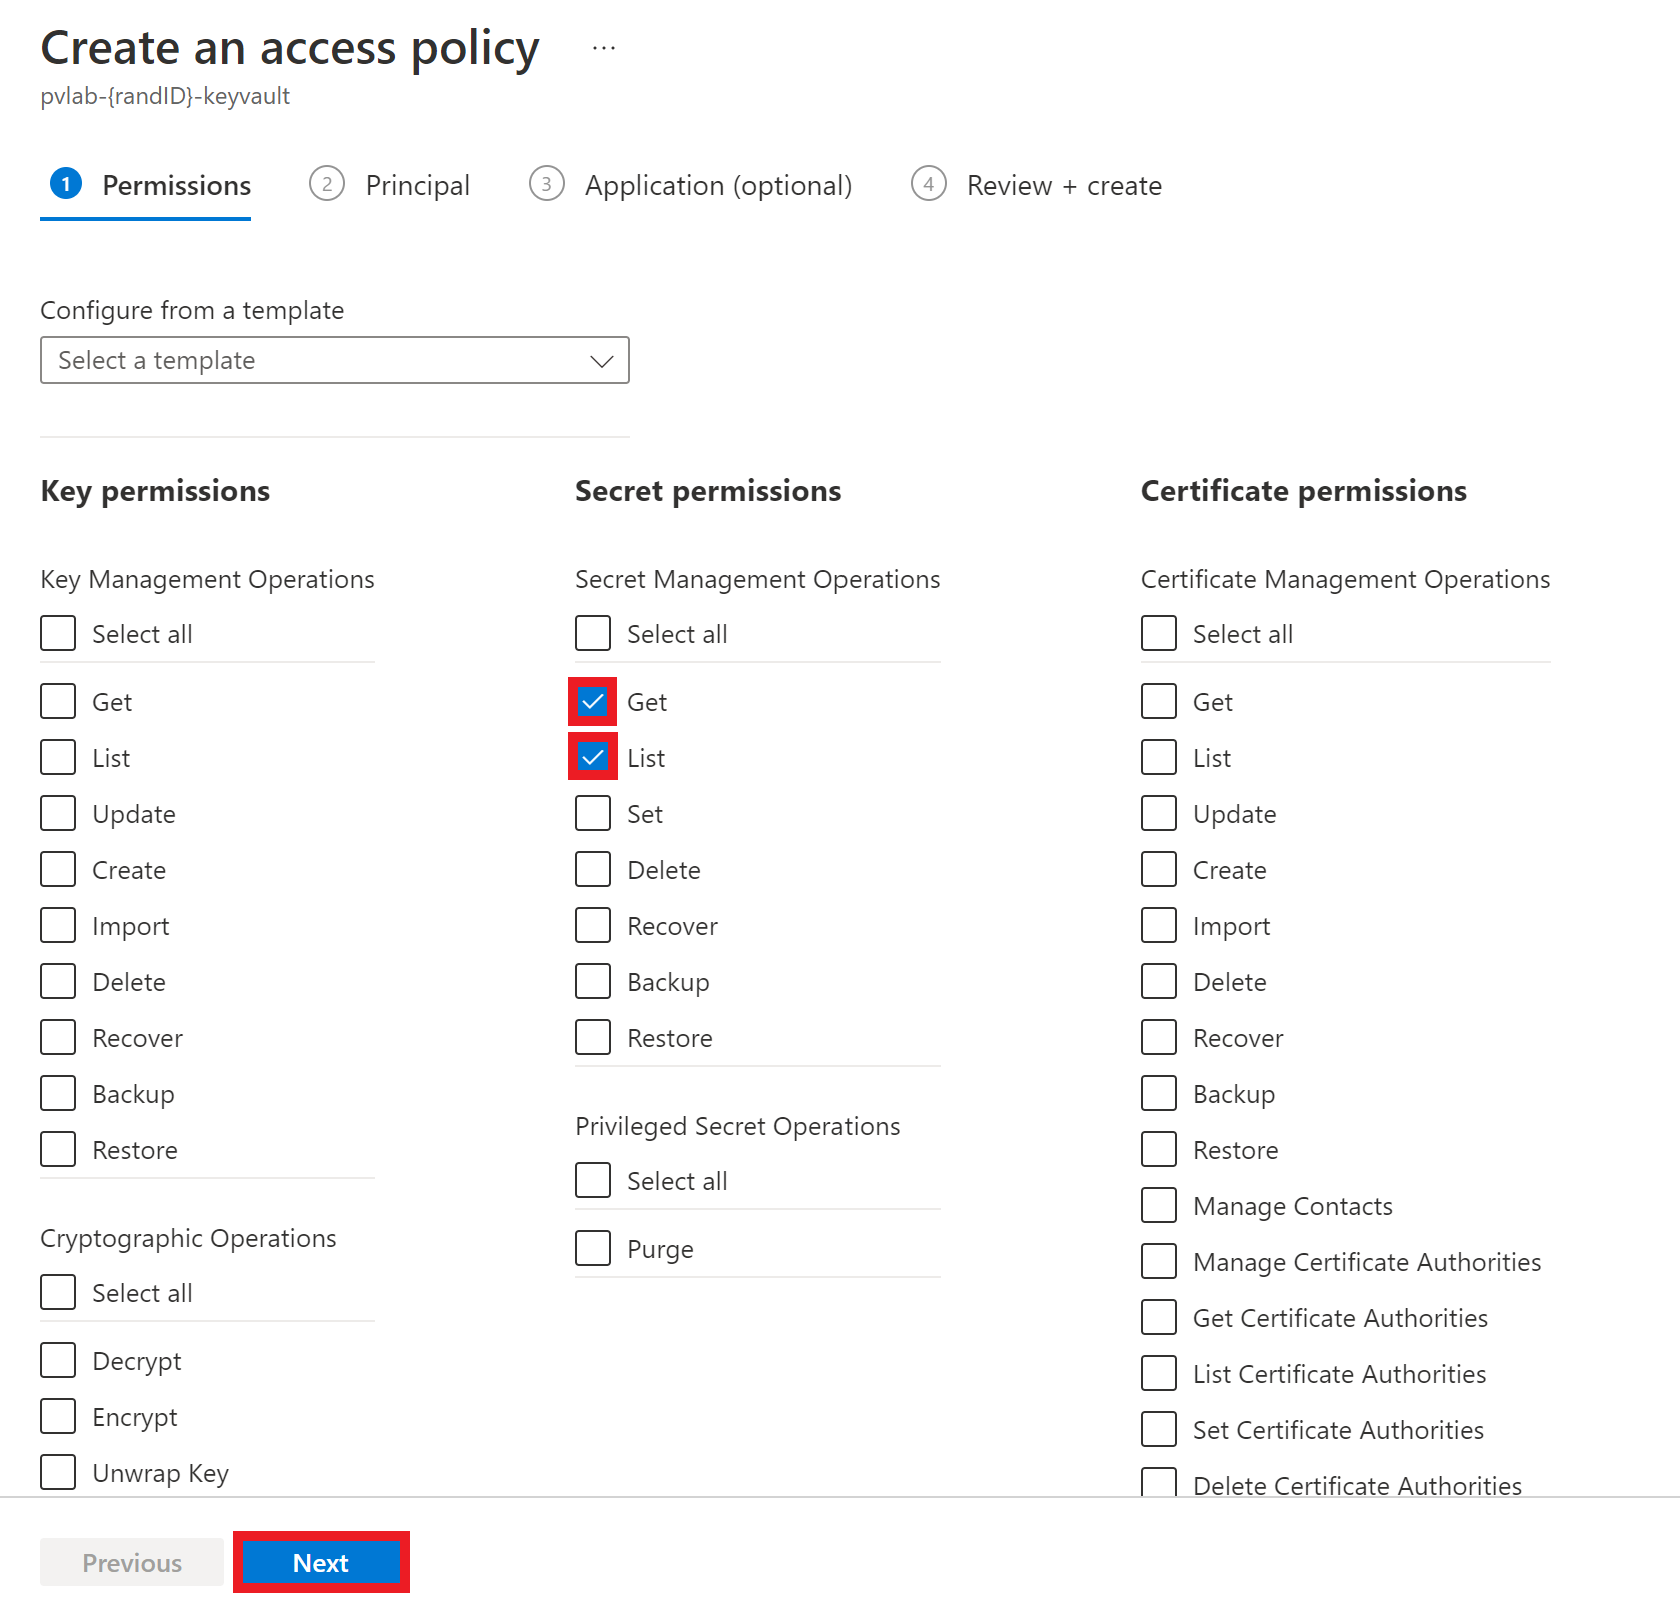 Create an access policy ...
pvlab-{randID}-keyvault
1 Permissions
2 Principal
3 Application (optional)
4 Review + create
Configure from a template
Select a template
Key permissions
Key Management Operations
Select all
Get
List
Update
Create
Import
Delete
Recover
Backup
Restore
Cryptographic Operations
Select all
Decrypt
Encrypt
Unwrap Key
Secret permissions
Secret Management Operations
Select all
Get
List
Set
Delete
Recover
Backup
Restore
Privileged Secret Operations
Select all
Purge
Certificate permissions
Certificate Management Operations
Select all
Get
List
Update
Create
Import
Delete
Recover
Backup
Restore
Manage Contacts
Manage Certificate Authorities
Get Certificate Authorities
List Certificate Authorities
Set Certificate Authorities
Delete Certificate Authorities
Previous
Next